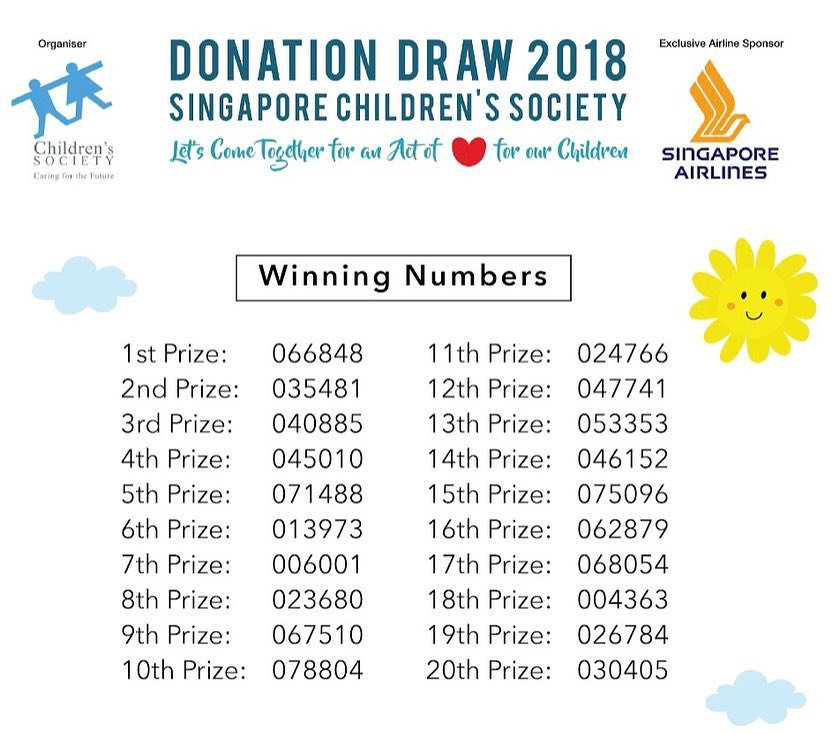 Organiser
Children's
SOCIETY
Caring for the Future
DONATION DRAW 2018
SINGAPORE CHILDREN'S SOCIETY
Let's Come Together for an Act of for our Children
Exclusive Airline Sponsor
SINGAPORE
AIRLINES
Winning Numbers
1st Prize: 066848
2nd Prize: 035481
3rd Prize: 040885
4th Prize: 045010
5th Prize: 071488
6th Prize: 013973
7th Prize: 006001
8th Prize: 023680
9th Prize: 067510
10th Prize: 078804
11th Prize: 024766
12th Prize: 047741
13th Prize: 053353
14th Prize: 046152
15th Prize: 075096
16th Prize: 062879
17th Prize: 068054
18th Prize: 004363
19th Prize: 026784
20th Prize: 030405